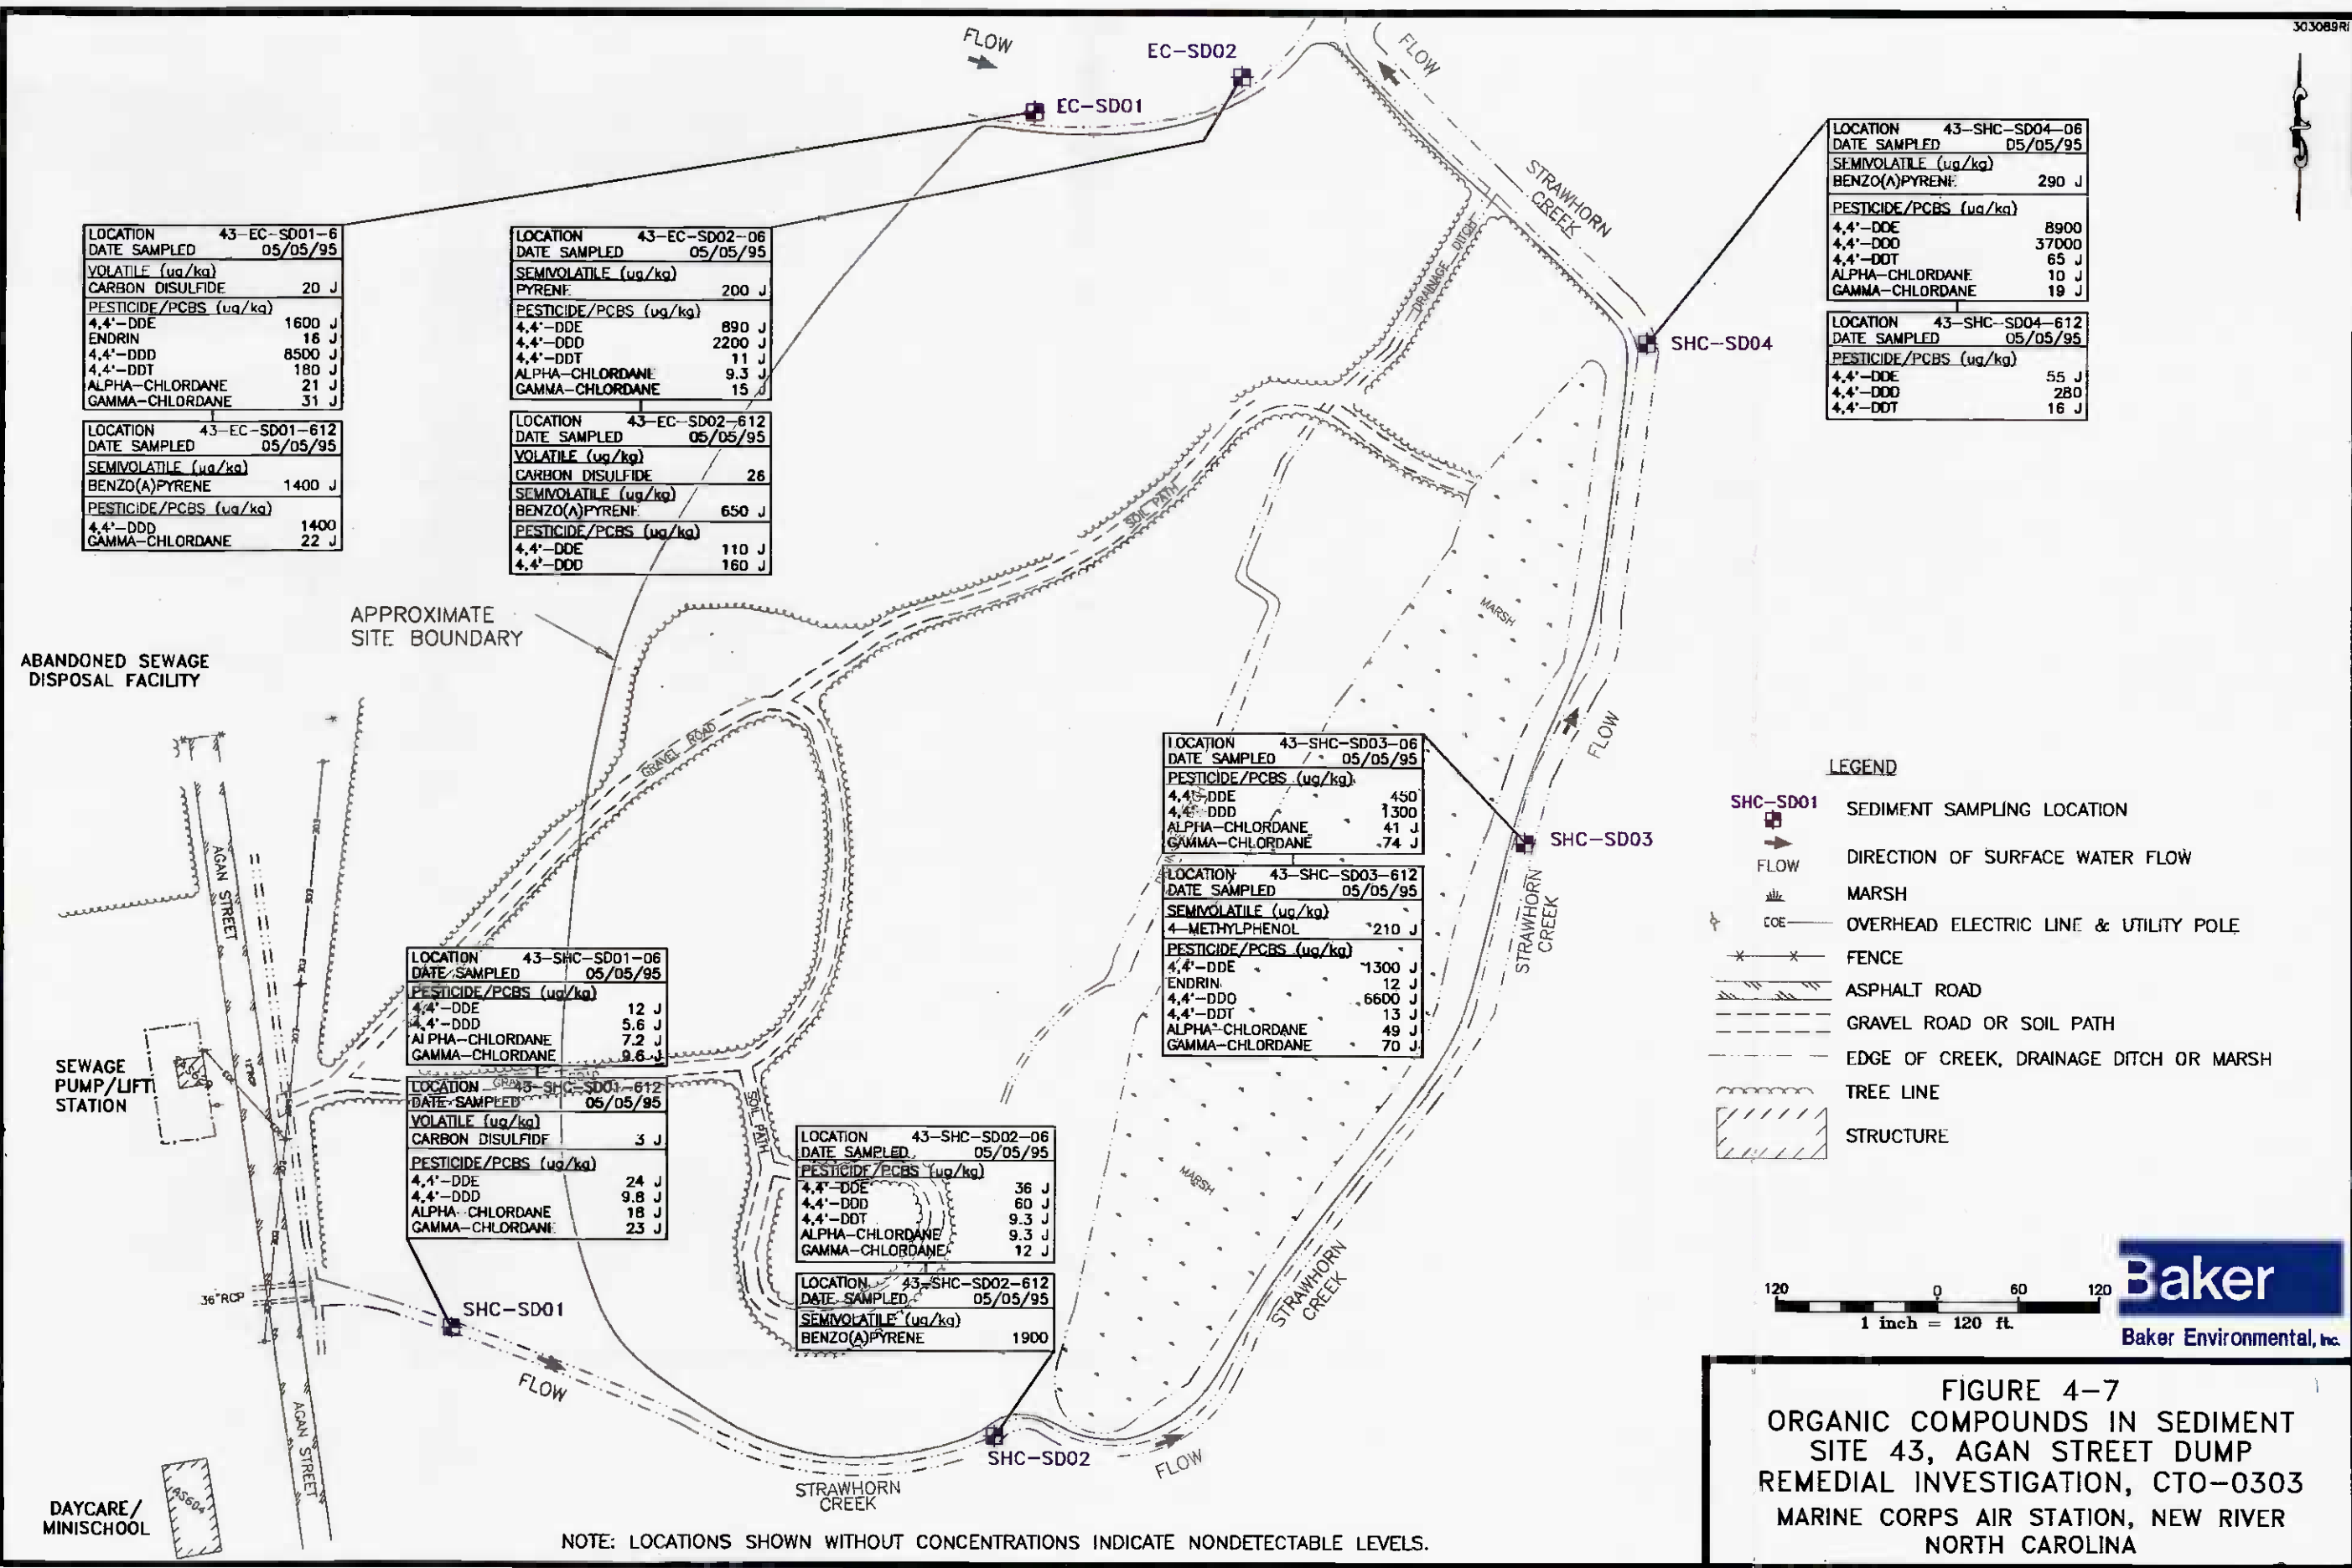 303089RI
FLOW
EC-SD02
EC-SD01
FLOW
STRAWHORN
CREEK
DRAINAGE DITCH
SHC-SD04
LOCATION 43-EC-SD01-6
DATE SAMPLED 05/05/95
VOLATILE (ug/kg)
CARBON DISULFIDE 20 J
PESTICIDE/PCBS (ug/kg)
4,4'-DDE 1600 J
ENDRIN 16 J
4,4'-DDD 8500 J
4,4'-DDT 180 J
ALPHA-CHLORDANE 21 J
GAMMA-CHLORDANE 31 J
LOCATION 43-EC-SD01-612
DATE SAMPLED 05/05/95
SEMIVOLATILE (ug/kg)
BENZO(A)PYRENE 1400 J
PESTICIDE/PCBS (ug/kg)
4,4'-DDD 1400
GAMMA-CHLORDANE 22 J
LOCATION 43-EC-SD02-06
DATE SAMPLED 05/05/95
SEMIVOLATILE (ug/kg)
PYRENE 200 J
PESTICIDE/PCBS (ug/kg)
4,4'-DDE 890 J
4,4'-DDD 2200 J
4,4'-DDT 11 J
ALPHA-CHLORDANE 9.3 J
GAMMA-CHLORDANE 15 J
LOCATION 43-EC-SD02-612
DATE SAMPLED 05/05/95
VOLATILE (ug/kg)
CARBON DISULFIDE 26
SEMIVOLATILE (ug/kg)
BENZO(A)PYRENE 650 J
PESTICIDE/PCBS (ug/kg)
4,4'-DDE 110 J
4,4'-DDD 160 J
LOCATION 43-SHC-SD04-06
DATE SAMPLED 05/05/95
SEMIVOLATILE (ug/kg)
BENZO(A)PYRENE 290 J
PESTICIDE/PCBS (ug/kg)
4,4'-DDE 8900
4,4'-DDD 37000
4,4'-DDT 65 J
ALPHA-CHLORDANE 10 J
GAMMA-CHLORDANE 19 J
LOCATION 43-SHC-SD04-612
DATE SAMPLED 05/05/95
PESTICIDE/PCBS (ug/kg)
4,4'-DDE 55 J
4,4'-DDD 280
4,4'-DDT 16 J
SOIL PATH
MARSH
APPROXIMATE
SITE BOUNDARY
ABANDONED SEWAGE
DISPOSAL FACILITY
GRAVEL ROAD
FLOW
LOCATION 43-SHC-SD03-06
DATE SAMPLED 05/05/95
PESTICIDE/PCBS (ug/kg)
4,4'-DDE 450
4,4'-DDD 1300
ALPHA-CHLORDANE 41 J
GAMMA-CHLORDANE 74 J
LOCATION 43-SHC-SD03-612
DATE SAMPLED 05/05/95
SEMIVOLATILE (ug/kg)
4-METHYLPHENOL 210 J
PESTICIDE/PCBS (ug/kg)
4,4'-DDE 1300 J
ENDRIN 12 J
4,4'-DDD 6600 J
4,4'-DDT 13 J
ALPHA-CHLORDANE 49 J
GAMMA-CHLORDANE 70 J
SHC-SD03
STRAWHORN
CREEK
AGAN STREET
EOE
EOE
SEWAGE
PUMP/LIFT
STATION
LOCATION 43-SHC-SD01-06
DATE SAMPLED 05/05/95
PESTICIDE/PCBS (ug/kg)
4,4'-DDE 12 J
4,4'-DDD 5.6 J
ALPHA-CHLORDANE 7.2 J
GAMMA-CHLORDANE 9.6 J
LOCATION 43-SHC-SD01-612
DATE SAMPLED 05/05/95
VOLATILE (ug/kg)
CARBON DISULFIDE 3 J
PESTICIDE/PCBS (ug/kg)
4,4'-DDE 24 J
4,4'-DDD 9.8 J
ALPHA-CHLORDANE 18 J
GAMMA-CHLORDANE 23 J
SOIL PATH
LOCATION 43-SHC-SD02-06
DATE SAMPLED 05/05/95
PESTICIDE/PCBS (ug/kg)
4,4'-DDE 36 J
4,4'-DDD 60 J
4,4'-DDT 9.3 J
ALPHA-CHLORDANE 9.3 J
GAMMA-CHLORDANE 12 J
LOCATION 43-SHC-SD02-612
DATE SAMPLED 05/05/95
SEMIVOLATILE (ug/kg)
BENZO(A)PYRENE 1900
MARSH
STRAWHORN
CREEK
36"RCP
SHC-SD01
FLOW
SHC-SD02
FLOW
STRAWHORN
CREEK
AGAN STREET
DAYCARE/
MINISCHOOL
AS604
LEGEND
SHC-SD01 SEDIMENT SAMPLING LOCATION
FLOW DIRECTION OF SURFACE WATER FLOW
MARSH
EOE OVERHEAD ELECTRIC LINE & UTILITY POLE
FENCE
ASPHALT ROAD
GRAVEL ROAD OR SOIL PATH
EDGE OF CREEK, DRAINAGE DITCH OR MARSH
TREE LINE
STRUCTURE
120 0 60 120
1 inch = 120 ft.
Baker
Baker Environmental, Inc.
FIGURE 4-7
ORGANIC COMPOUNDS IN SEDIMENT
SITE 43, AGAN STREET DUMP
REMEDIAL INVESTIGATION, CTO-0303
MARINE CORPS AIR STATION, NEW RIVER
NORTH CAROLINA
NOTE: LOCATIONS SHOWN WITHOUT CONCENTRATIONS INDICATE NONDETECTABLE LEVELS.